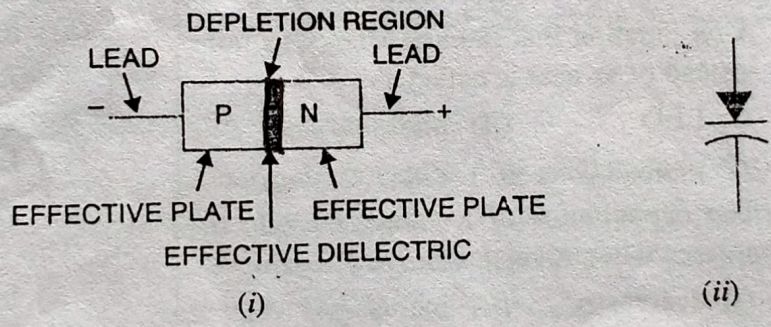 DEPLETION REGION
LEAD LEAD
− P N +
EFFECTIVE PLATE EFFECTIVE PLATE
EFFECTIVE DIELECTRIC
(i) (ii)